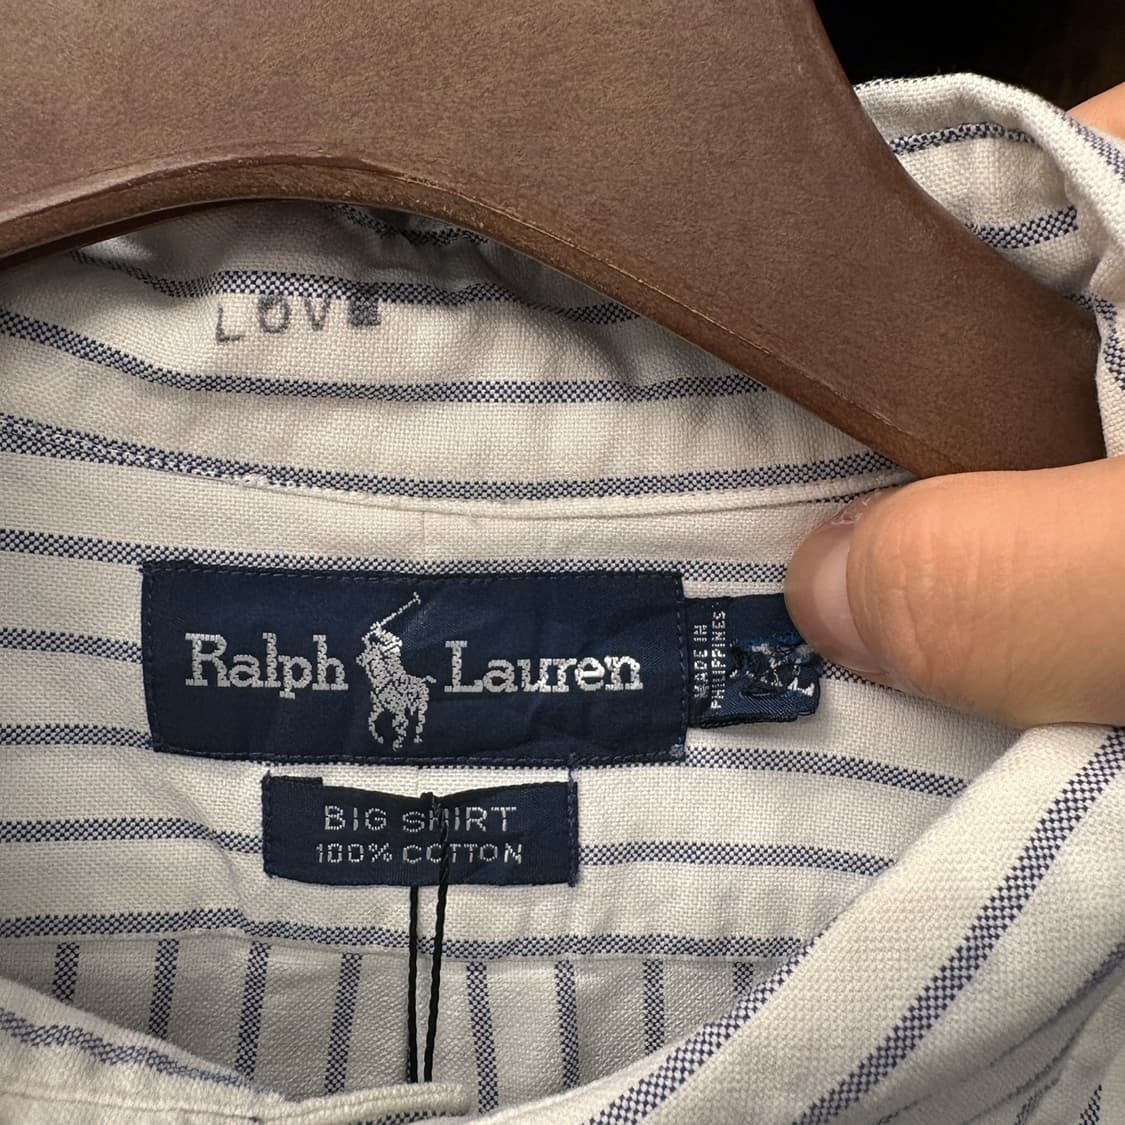 LOVE
Ralph Lauren
MADE IN
PHILIPPINES
BIG SHIRT
100% COTTON